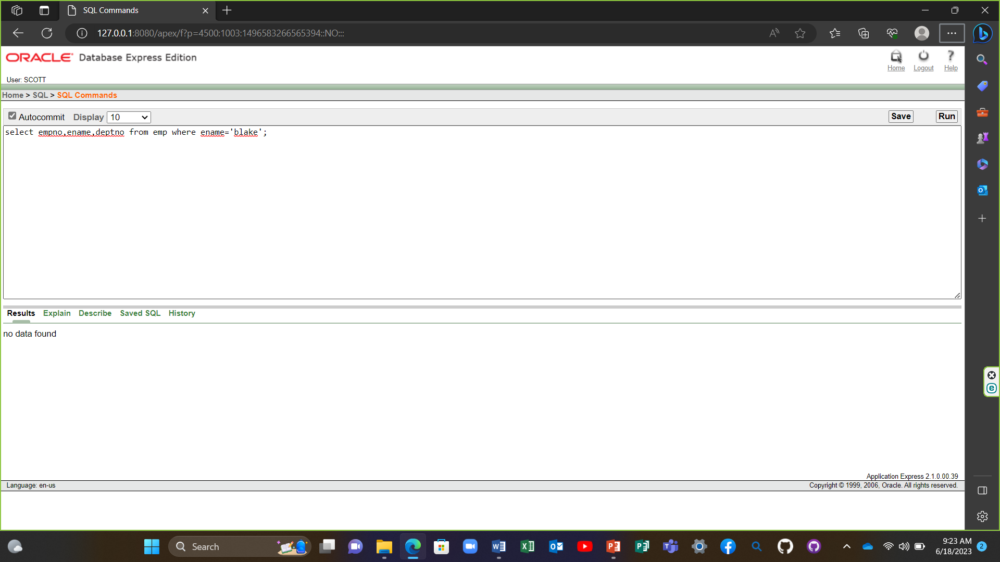 SQL Commands
127.0.0.1:8080/apex/f?p=4500:1003:1496583266565394::NO:::
ORACLE Database Express Edition
Home Logout Help
User: SCOTT
Home > SQL > SQL Commands
Autocommit Display 10 Save Run
select empno,ename,deptno from emp where ename='blake';
Results Explain Describe Saved SQL History
no data found
Application Express 2.1.0.00.39
Language: en-us Copyright © 1999, 2006, Oracle. All rights reserved.
Search
9:23 AM
6/18/2023 2